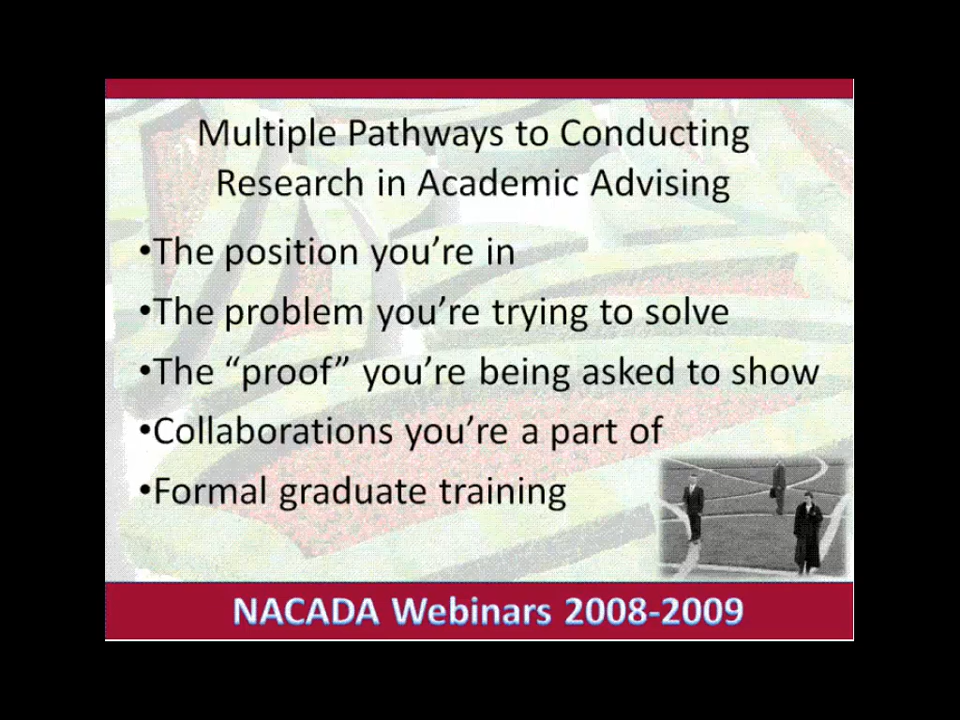 Multiple Pathways to Conducting
Research in Academic Advising
•The position you’re in
•The problem you’re trying to solve
•The “proof” you’re being asked to show
•Collaborations you’re a part of
•Formal graduate training
NACADA Webinars 2008-2009